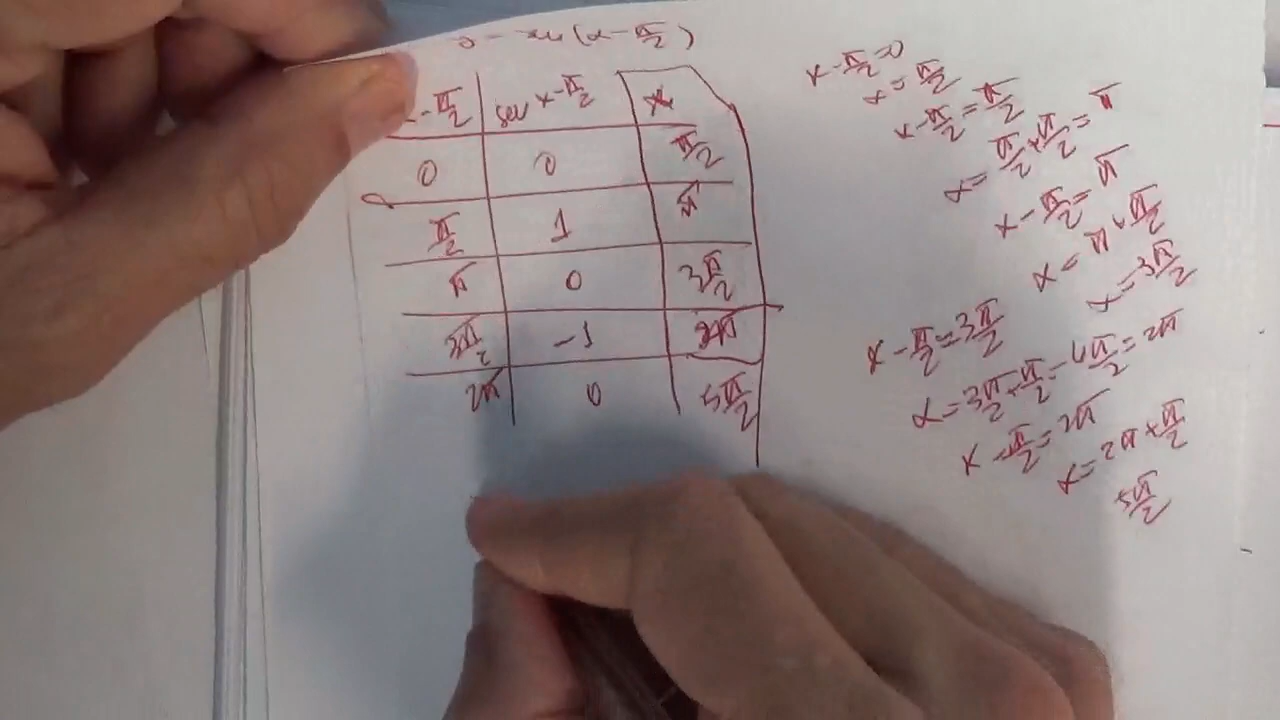 sen (x - π/2)
x - π/2 | sen x - π/2 | x
0 | 0 | π/2
π/2 | 1 | π
π | 0 | 3π/2
3π/2 | -1 | 2π
2π | 0 | 5π/2
x - π/2 = 0
x = π/2
x - π/2 = π/2
x = π/2 + π/2 = π
x - π/2 = π
x = π + π/2
x = 3π/2
x - π/2 = 3π/2
x = 3π/2 + π/2 - 4π/2 = 2π
x - π/2 = 2π
x = 2π + π/2
5π/2